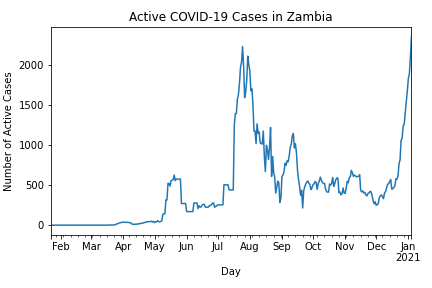 Active COVID-19 Cases in Zambia
Number of Active Cases
2000
1500
1000
500
0
Feb Mar Apr May Jun Jul Aug Sep Oct Nov Dec Jan
2021
Day